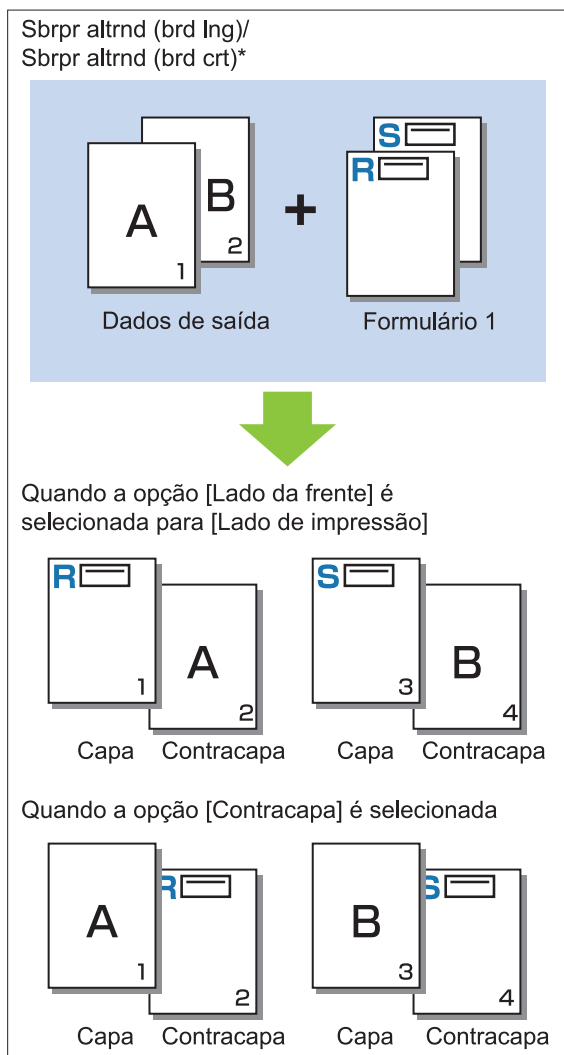 Sbrpr altrnd (brd lng)/
Sbrpr altrnd (brd crt)*
A
1
B
2
+
R
S
Dados de saída
Formulário 1
Quando a opção [Lado da frente] é
selecionada para [Lado de impressão]
R
1
A
2
S
3
B
4
Capa
Contracapa
Capa
Contracapa
Quando a opção [Contracapa] é selecionada
A
1
R
2
B
3
S
4
Capa
Contracapa
Capa
Contracapa